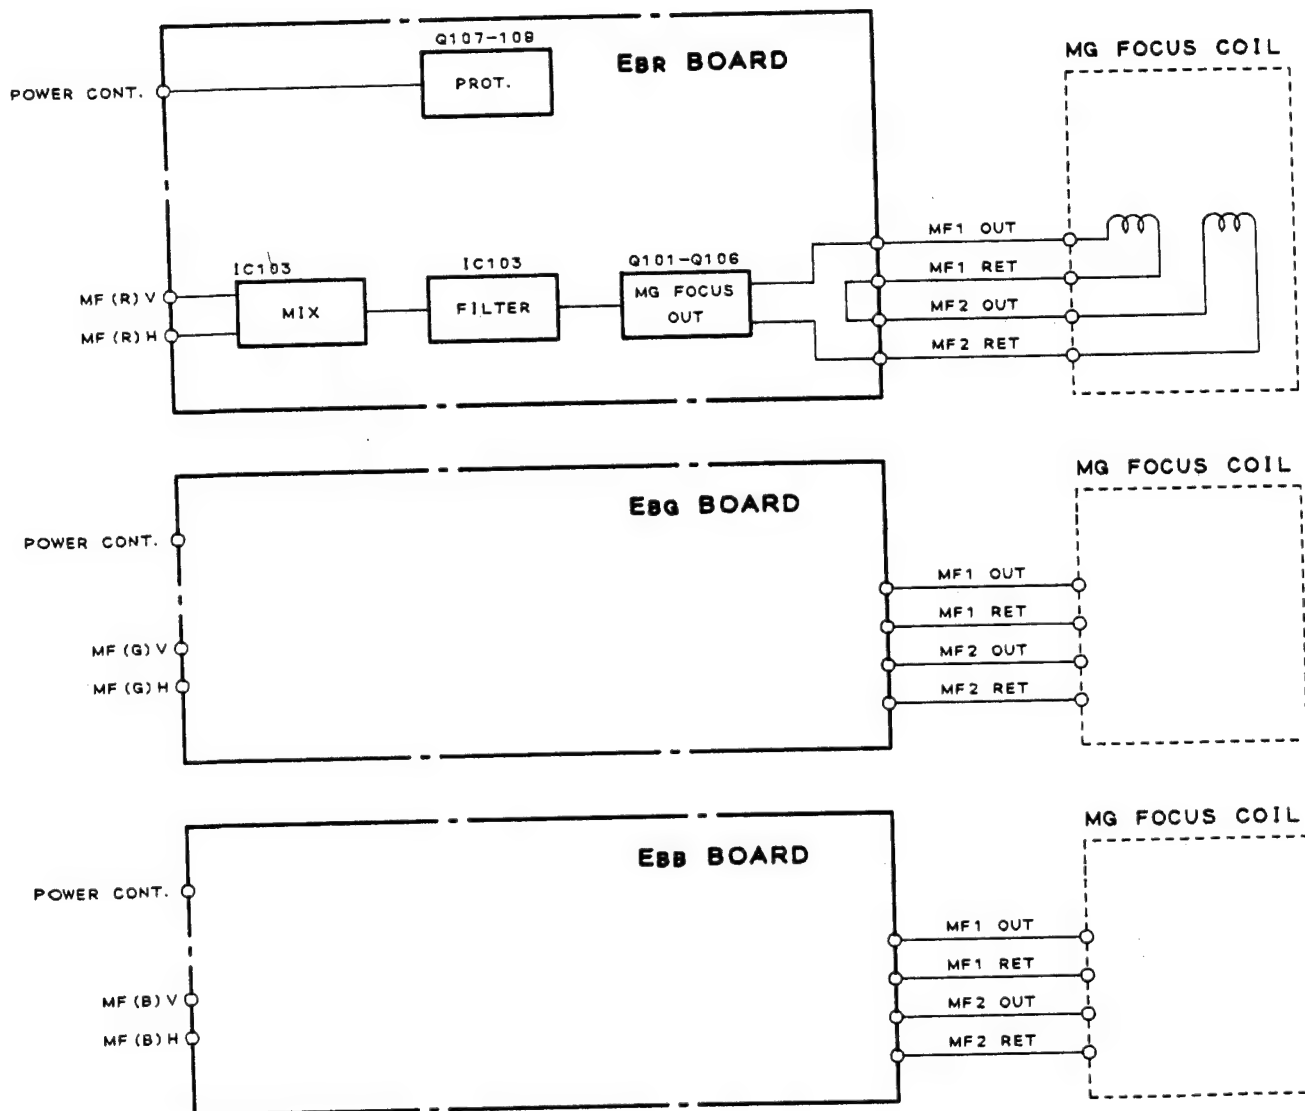 Q107-108
EBR BOARD
MG FOCUS COIL
POWER CONT.
PROT.
MF1 OUT
IC103
IC103
Q101-Q106
MF1 RET
MF (R) V
MIX
FILTER
MG FOCUS
OUT
MF2 OUT
MF (R) H
MF2 RET
EBG BOARD
MG FOCUS COIL
POWER CONT.
MF1 OUT
MF1 RET
MF (G) V
MF2 OUT
MF (G) H
MF2 RET
EBB BOARD
MG FOCUS COIL
POWER CONT.
MF1 OUT
MF1 RET
MF (B) V
MF2 OUT
MF (B) H
MF2 RET